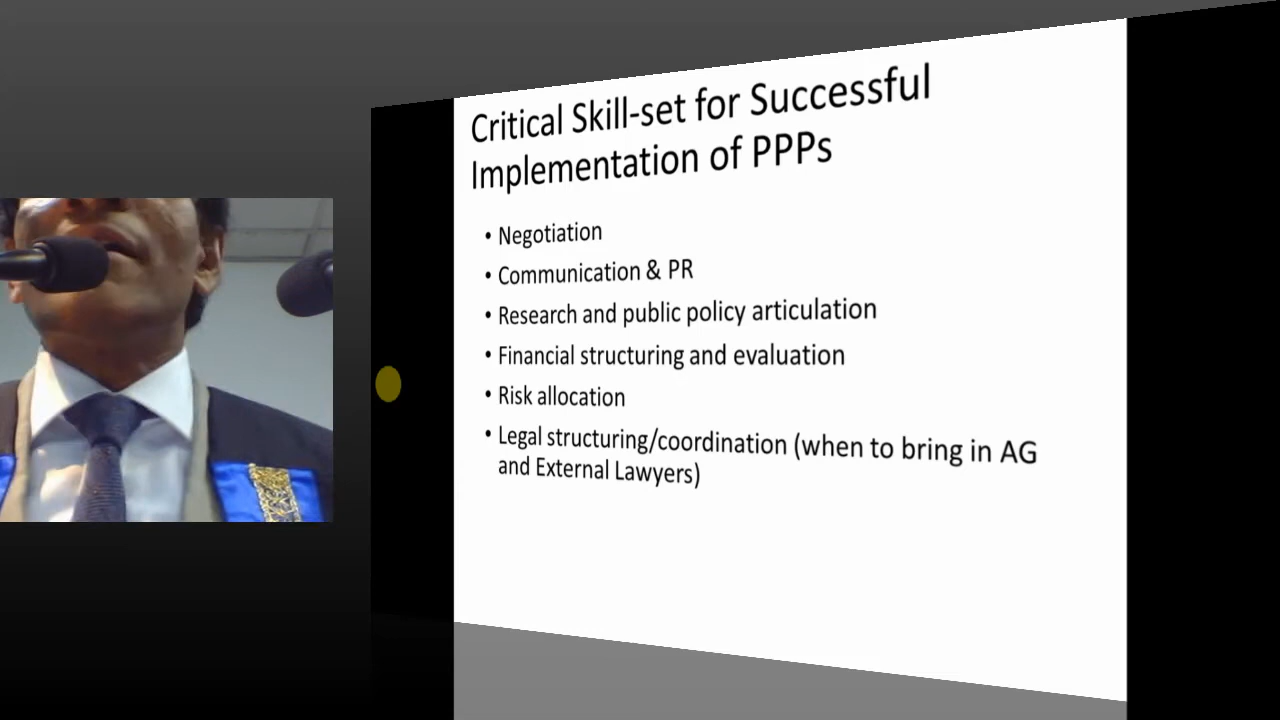 Critical Skill-set for Successful
Implementation of PPPs
• Negotiation
• Communication & PR
• Research and public policy articulation
• Financial structuring and evaluation
• Risk allocation
• Legal structuring/coordination (when to bring in AG
and External Lawyers)